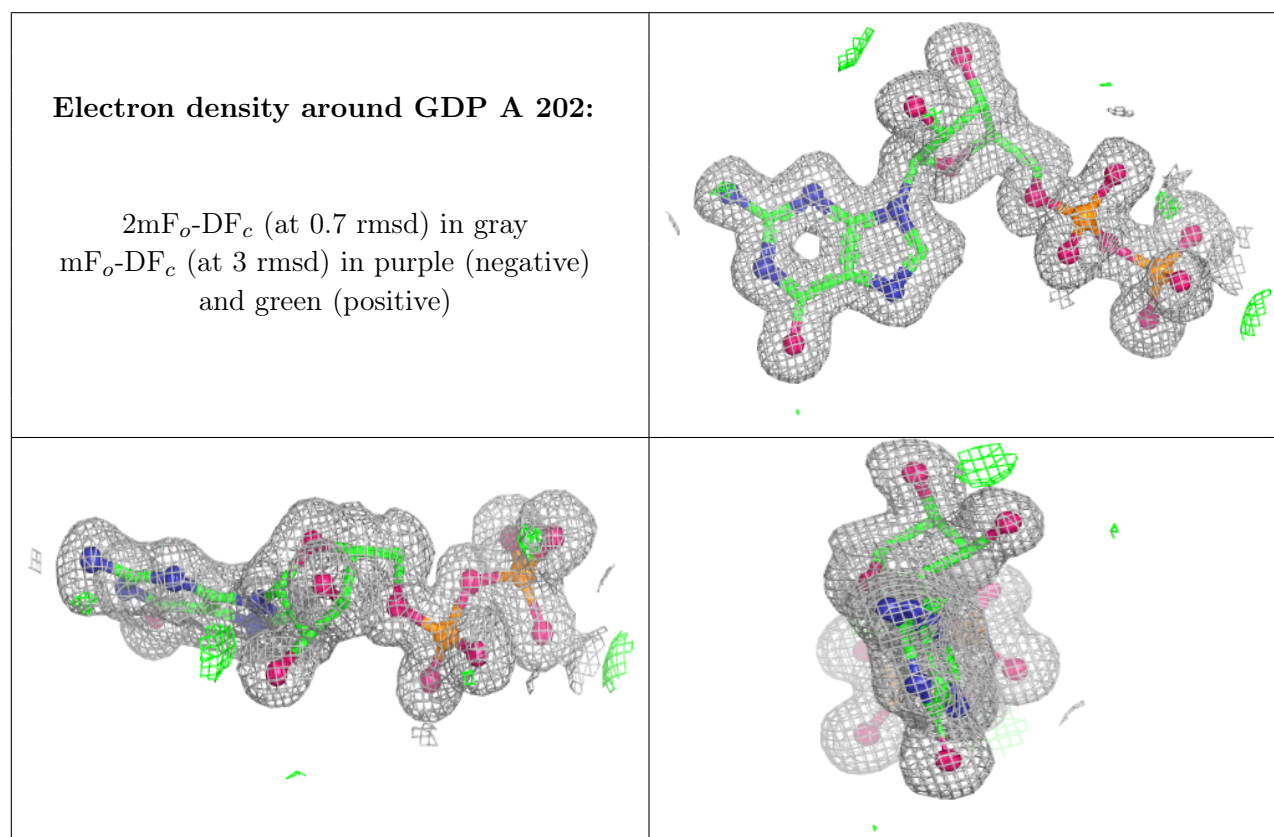 Electron density around GDP A 202:
2mFo-DFc (at 0.7 rmsd) in gray
mFo-DFc (at 3 rmsd) in purple (negative)
and green (positive)